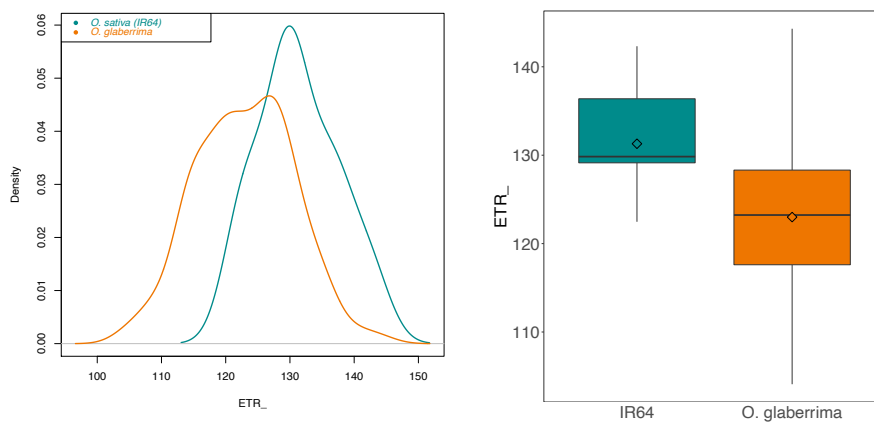 O. sativa (IR64)
O. glaberrima
0.06
0.05
0.04
0.03
0.02
0.01
0.00
Density
100 110 120 130 140 150
ETR_
140
130
120
110
ETR_
IR64 O. glaberrima